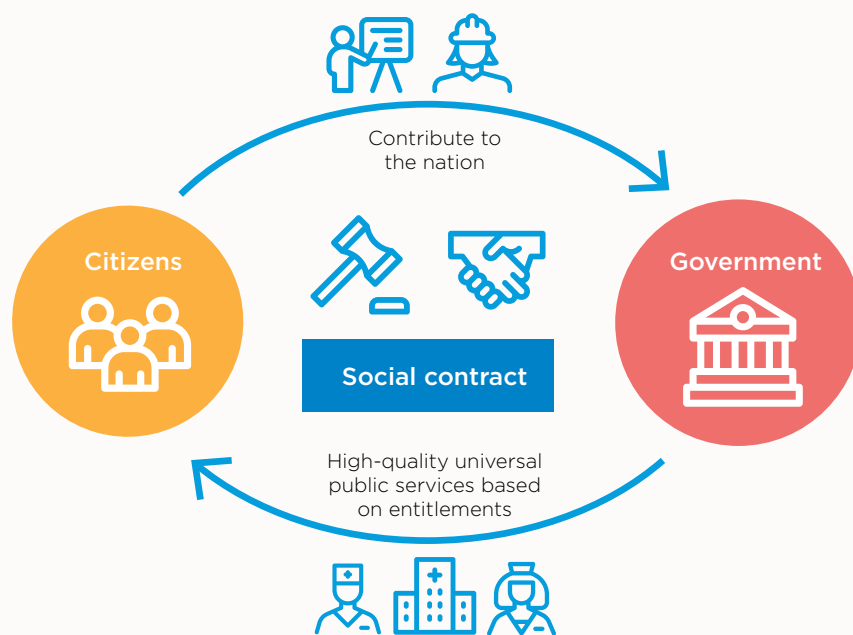 Contribute to
the nation
Citizens
Government
Social contract
High-quality universal
public services based
on entitlements